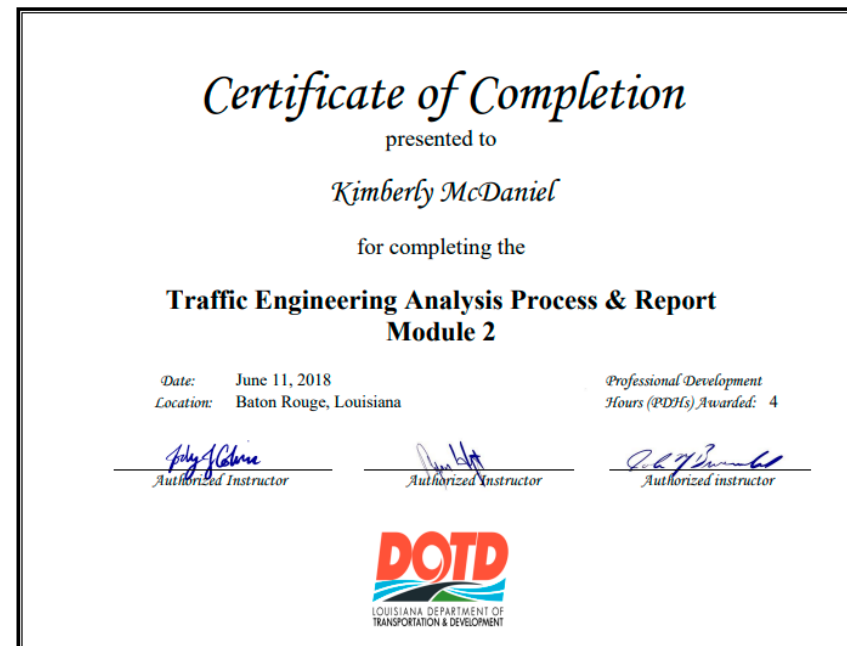 Certificate of Completion
presented to
Kimberly McDaniel
for completing the
Traffic Engineering Analysis Process & Report
Module 2
Date: June 11, 2018
Location: Baton Rouge, Louisiana
Professional Development
Hours (PDHs) Awarded: 4
Authorized Instructor
Authorized Instructor
Authorized instructor
DOTD
LOUISIANA DEPARTMENT OF
TRANSPORTATION & DEVELOPMENT